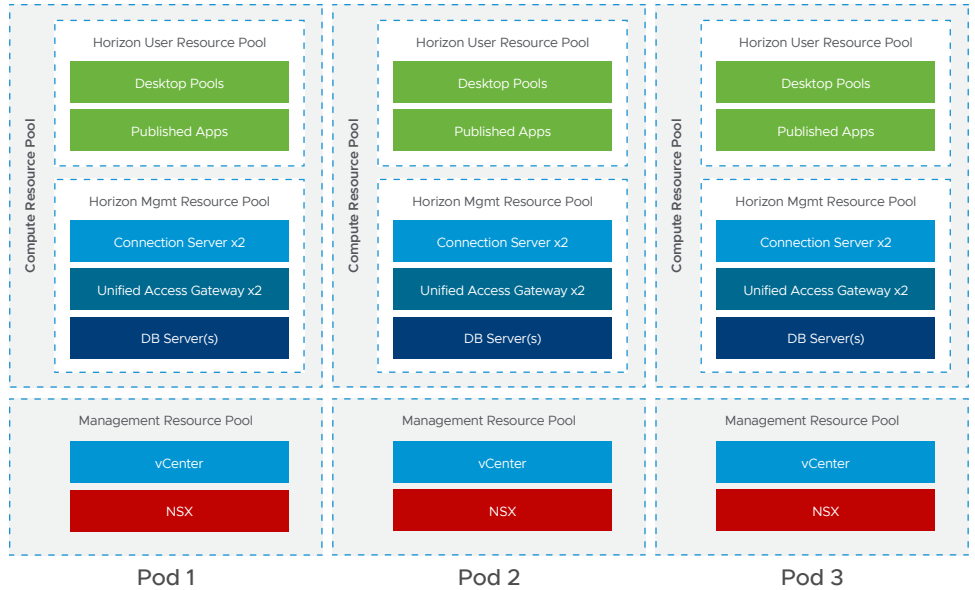 Compute Resource Pool
Horizon User Resource Pool
Desktop Pools
Published Apps
Horizon Mgmt Resource Pool
Connection Server x2
Unified Access Gateway x2
DB Server(s)
Management Resource Pool
vCenter
NSX
Pod 1
Compute Resource Pool
Horizon User Resource Pool
Desktop Pools
Published Apps
Horizon Mgmt Resource Pool
Connection Server x2
Unified Access Gateway x2
DB Server(s)
Management Resource Pool
vCenter
NSX
Pod 2
Compute Resource Pool
Horizon User Resource Pool
Desktop Pools
Published Apps
Horizon Mgmt Resource Pool
Connection Server x2
Unified Access Gateway x2
DB Server(s)
Management Resource Pool
vCenter
NSX
Pod 3